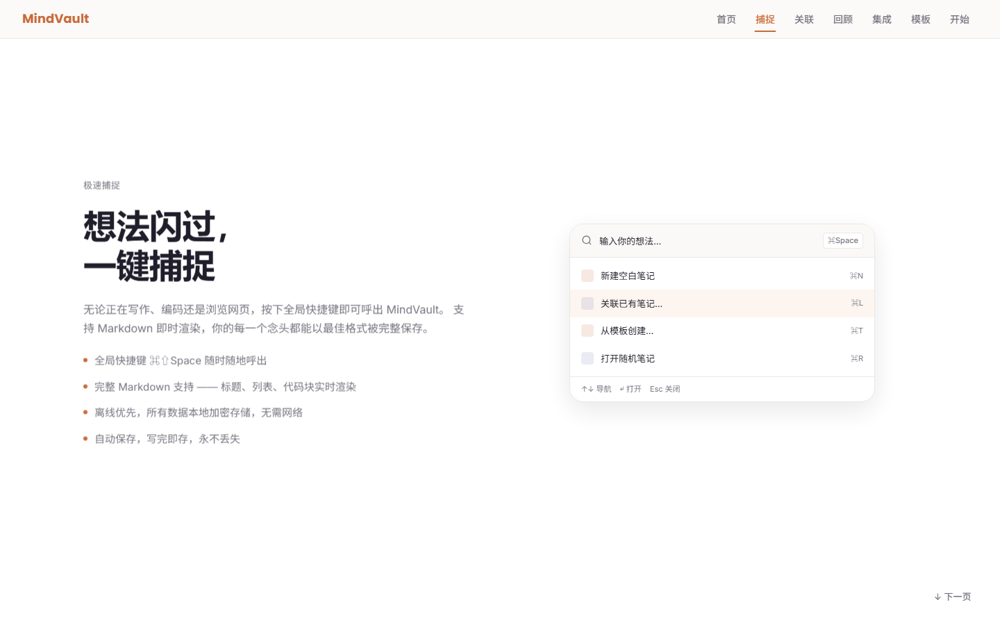 MindVault
首页 捕捉 关联 回顾 集成 模板 开始
极速捕捉
想法闪过，
一键捕捉
无论正在写作、编码还是浏览网页，按下全局快捷键即可呼出 MindVault。 支
持 Markdown 即时渲染，你的每一个念头都能以最佳格式被完整保存。
全局快捷键 ⌘⇧Space 随时随地呼出
完整 Markdown 支持 —— 标题、列表、代码块实时渲染
离线优先，所有数据本地加密存储，无需网络
自动保存，写完即存，永不丢失
输入你的想法... ⌘Space
新建空白笔记 ⌘N
关联已有笔记... ⌘L
从模板创建... ⌘T
打开随机笔记 ⌘R
↑↓ 导航 ↵ 打开 Esc 关闭
↓ 下一页